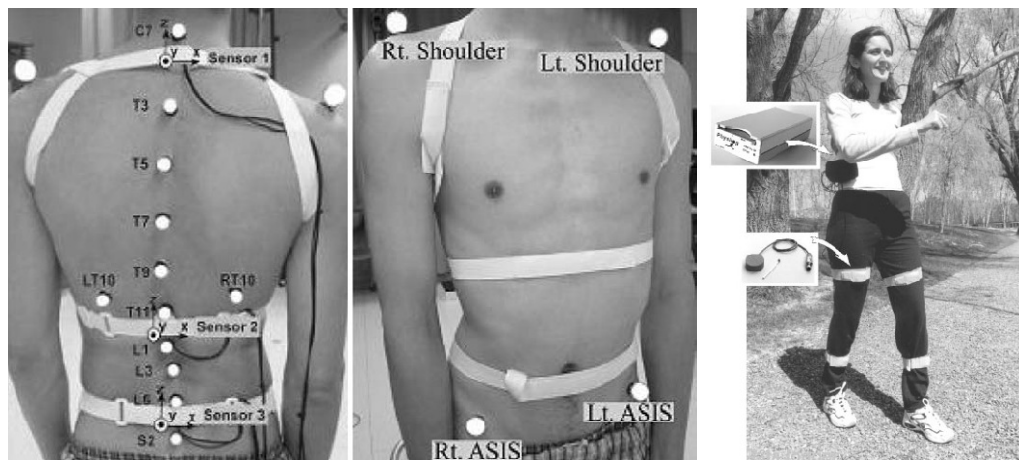 C7
Z
y x Sensor 1
T3
T5
T7
T9
LT10 RT10
T11
Z
y x Sensor 2
L1
L3
L5
Z
y x Sensor 3
S2
Rt. Shoulder
Lt. Shoulder
Lt. ASIS
Rt. ASIS